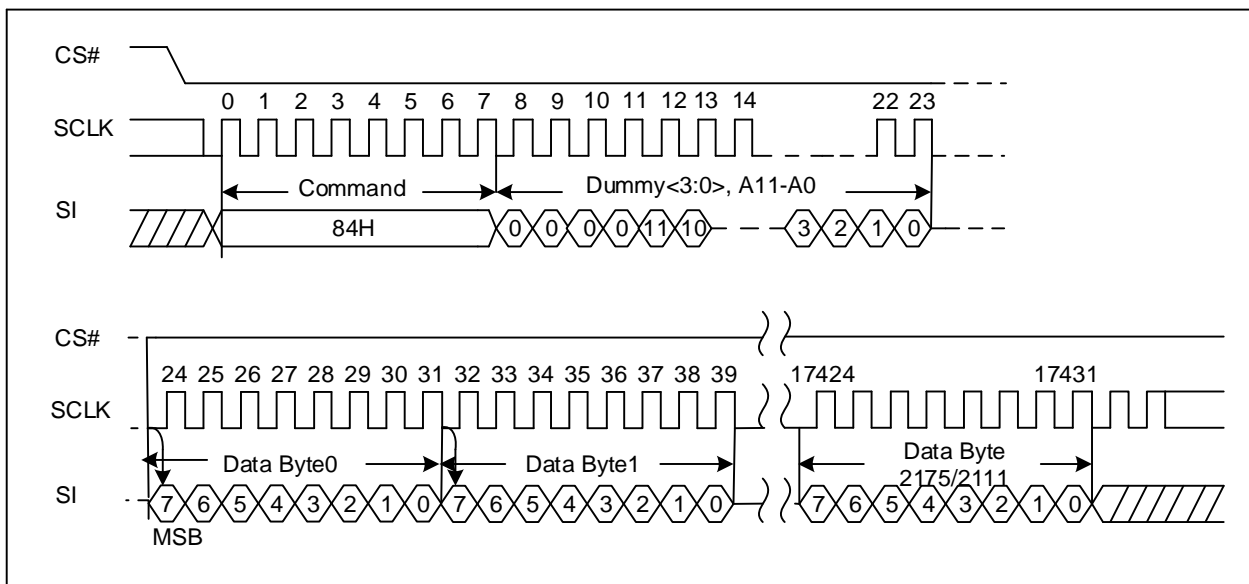 CS#
0 1 2 3 4 5 6 7 8 9 10 11 12 13 14 22 23
SCLK
Command Dummy<3:0>, A11-A0
SI
84H 0 0 0 0 11 10 3 2 1 0
CS#
24 25 26 27 28 29 30 31 32 33 34 35 36 37 38 39 17424 17431
SCLK
Data Byte0 Data Byte1 Data Byte
2175/2111
SI
7 6 5 4 3 2 1 0 7 6 5 4 3 2 1 0 7 6 5 4 3 2 1 0
MSB